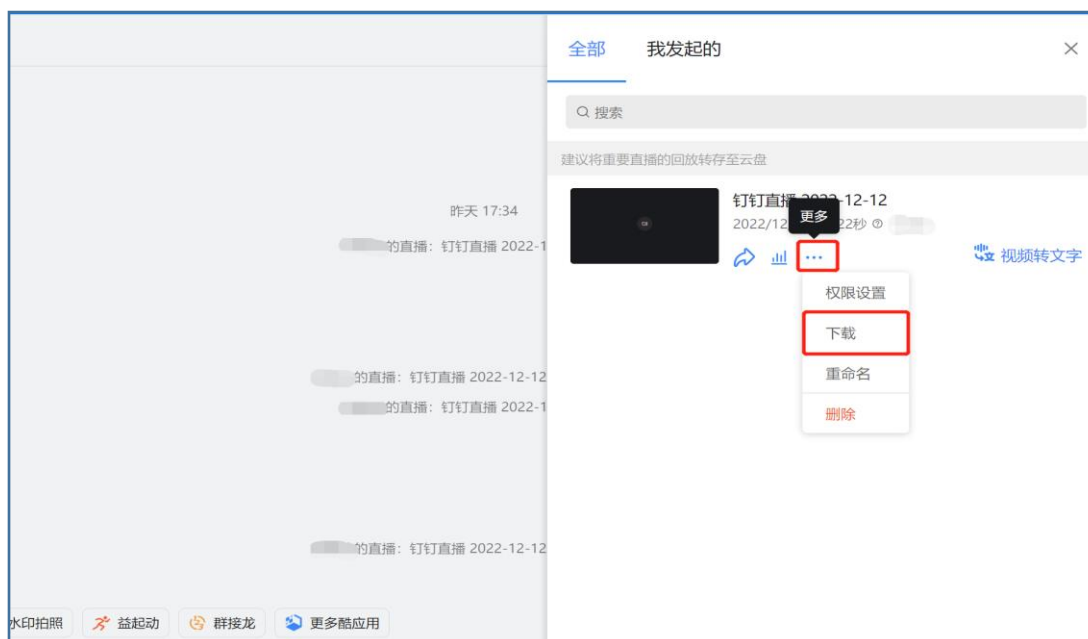 全部 我发起的
搜索
建议将重要直播的回放转存至云盘
昨天 17:34
的直播：钉钉直播 2022-1
钉钉直播 2022-12-12
更多
2022/12 22秒
视频转文字
权限设置
下载
重命名
删除
的直播：钉钉直播 2022-12-12
的直播：钉钉直播 2022-1
的直播：钉钉直播 2022-12-12
水印拍照 益起动 群接龙 更多酷应用